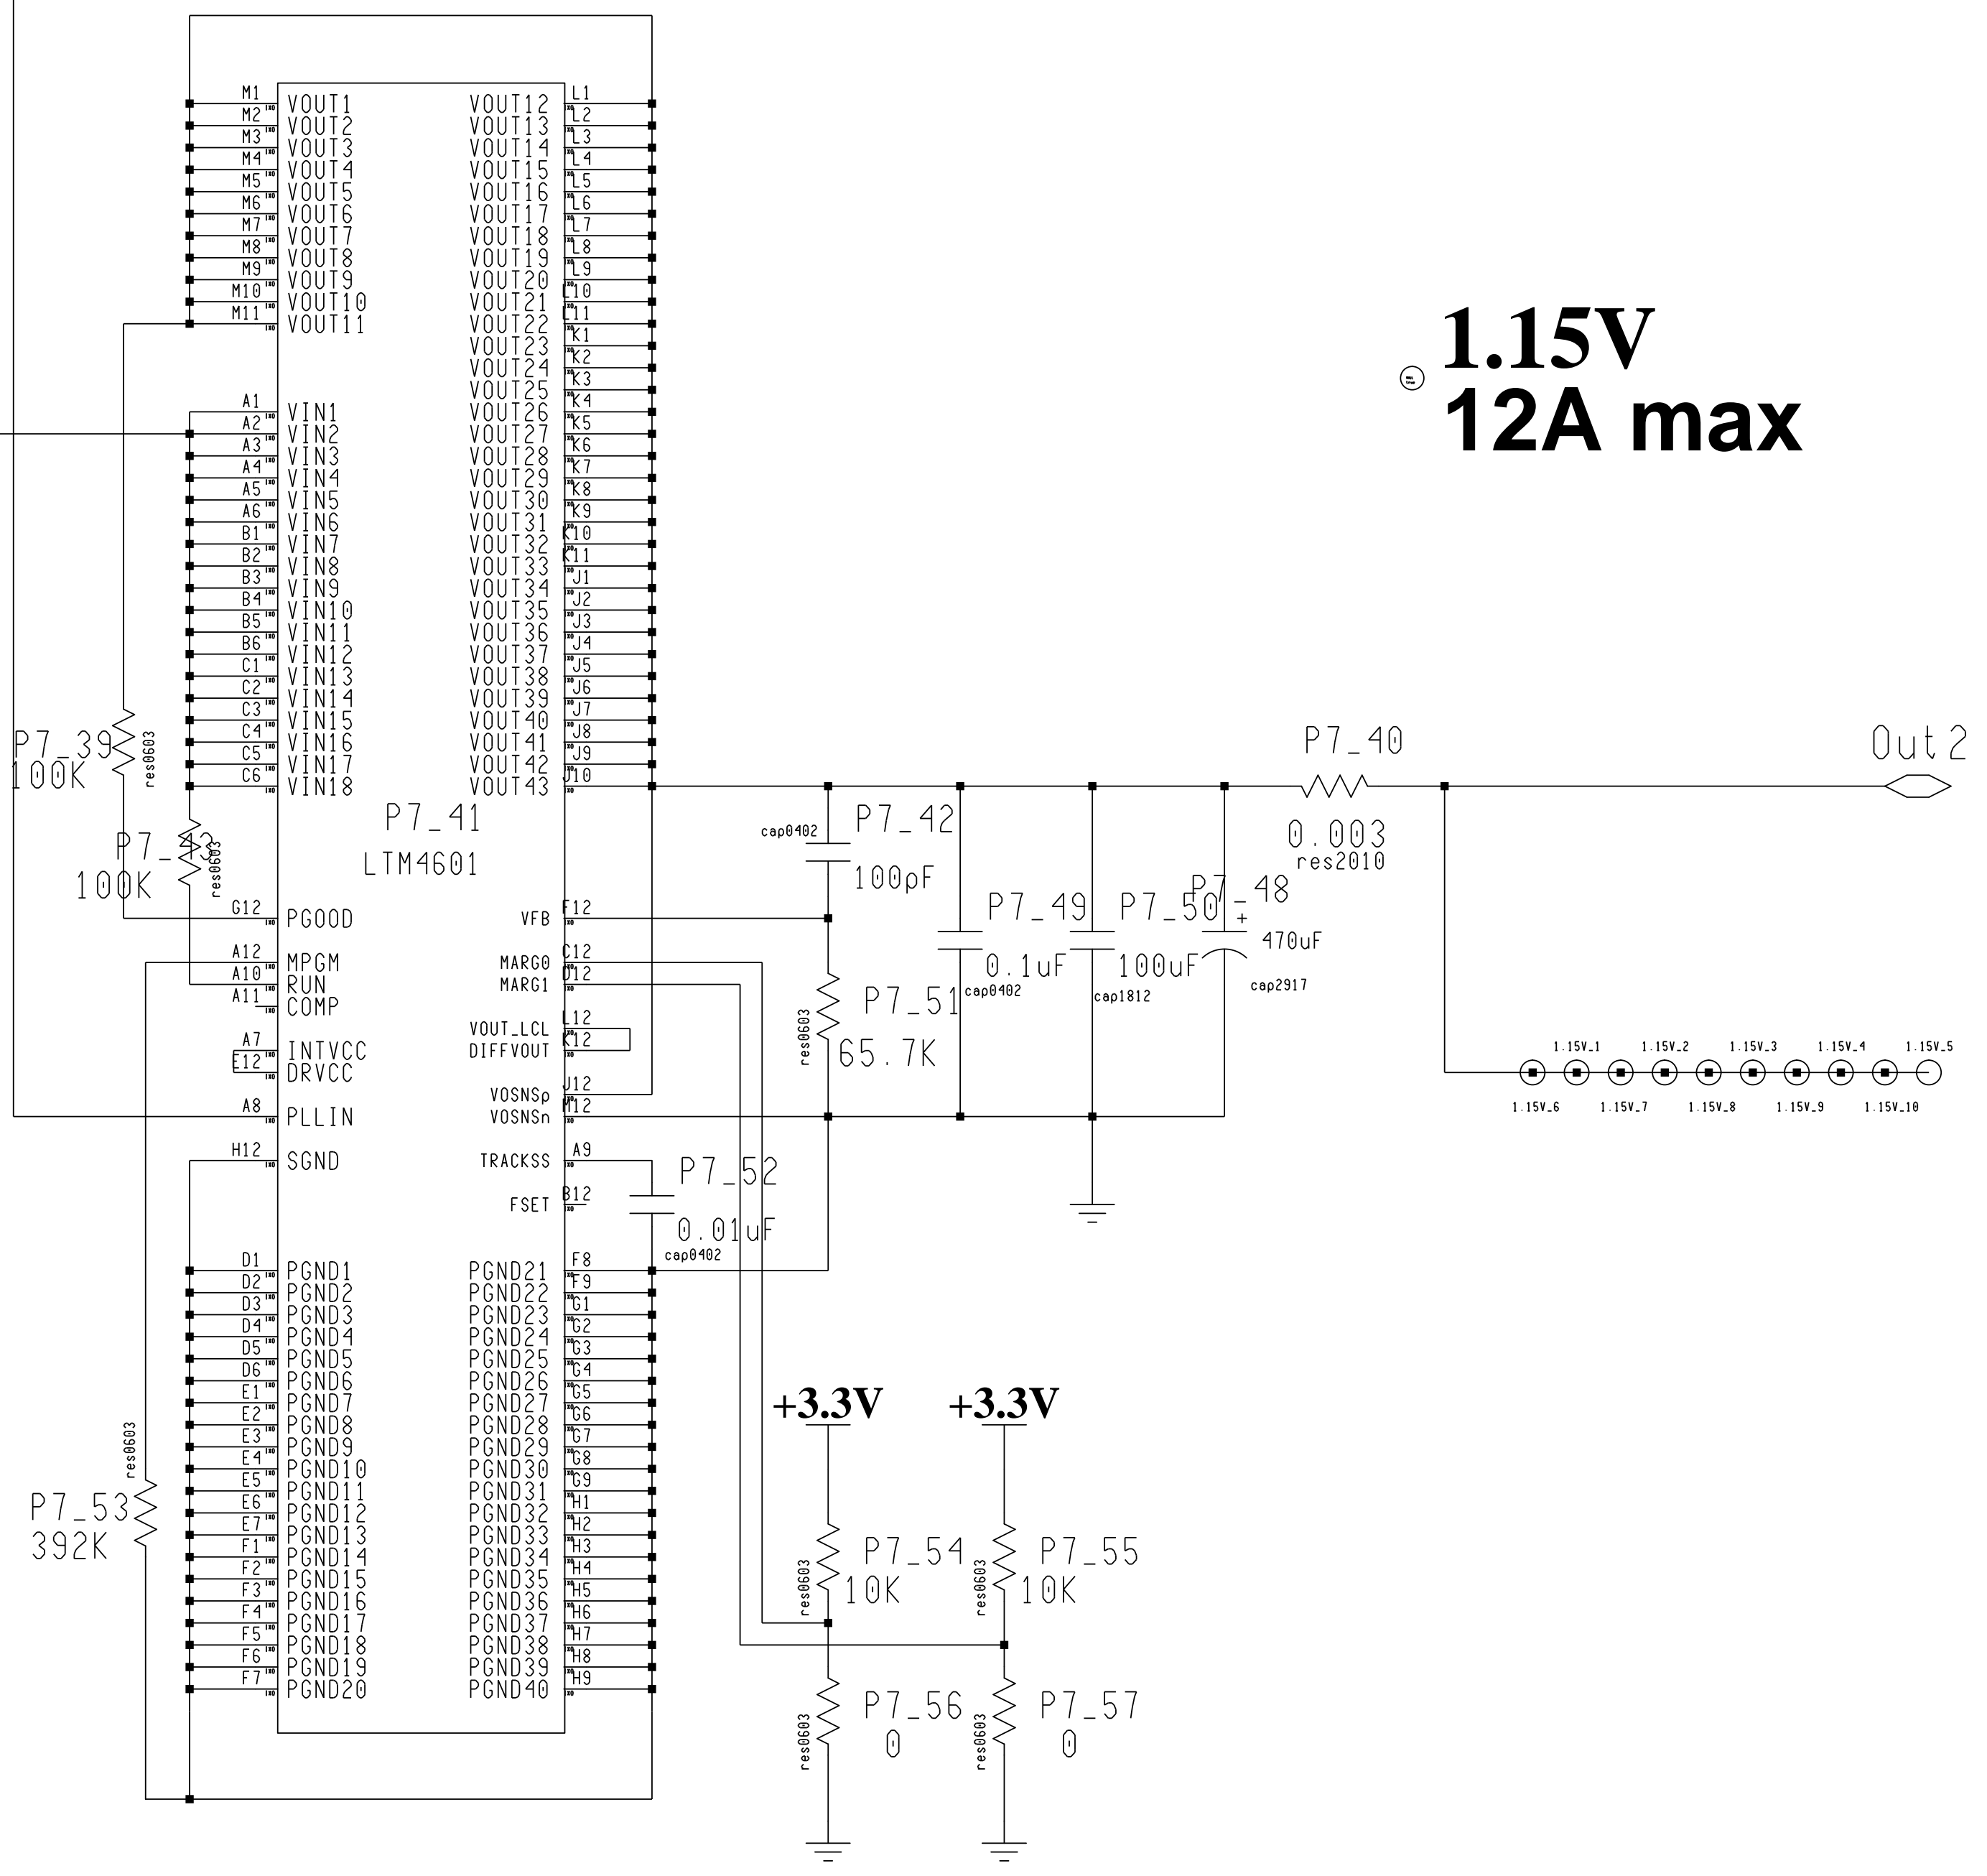 M1 VOUT1 VOUT12 L1
M2 VOUT2 VOUT13 L2
M3 VOUT3 VOUT14 L3
M4 VOUT4 VOUT15 L4
M5 VOUT5 VOUT16 L5
M6 VOUT6 VOUT17 L6
M7 VOUT7 VOUT18 L7
M8 VOUT8 VOUT19 L8
M9 VOUT9 VOUT20 L9
M10 VOUT10 VOUT21 L10
M11 VOUT11 VOUT22 L11
VOUT23 K1
VOUT24 K2
VOUT25 K3
A1 VIN1 VOUT26 K4
A2 VIN2 VOUT27 K5
A3 VIN3 VOUT28 K6
A4 VIN4 VOUT29 K7
A5 VIN5 VOUT30 K8
A6 VIN6 VOUT31 K9
B1 VIN7 VOUT32 K10
B2 VIN8 VOUT33 K11
B3 VIN9 VOUT34 J1
B4 VIN10 VOUT35 J2
B5 VIN11 VOUT36 J3
B6 VIN12 VOUT37 J4
C1 VIN13 VOUT38 J5
C2 VIN14 VOUT39 J6
C3 VIN15 VOUT40 J7
C4 VIN16 VOUT41 J8
C5 VIN17 VOUT42 J9
C6 VIN18 VOUT43 J10
1.15V
12A max
P7_39
100K
res0603
P7_43
100K
res0603
P7_41
LTM4601
G12 PGOOD VFB F12
A12 MPGM MARG0 C12
A10 RUN MARG1 D12
A11 COMP
VOUT_LCL L12
A7 INTVCC DIFFVOUT K12
E12 DRVCC
VOSNSp J12
A8 PLLIN VOSNSn M12
H12 SGND TRACKSS A9
FSET B12
P7_40
0.003
res2010
Out 2
cap0402
P7_42
100pF
P7_49
0.1uF
cap0402
P7_50
100uF
cap1812
P7_48
+
470uF
cap2917
P7_51
65.7K
res0603
1.15V_1 1.15V_2 1.15V_3 1.15V_4 1.15V_5
1.15V_6 1.15V_7 1.15V_8 1.15V_9 1.15V_10
P7_52
0.01uF
cap0402
D1 PGND1 PGND21 F8
D2 PGND2 PGND22 F9
D3 PGND3 PGND23 G1
D4 PGND4 PGND24 G2
D5 PGND5 PGND25 G3
D6 PGND6 PGND26 G4
E1 PGND7 PGND27 G5
E2 PGND8 PGND28 G6
E3 PGND9 PGND29 G7
E4 PGND10 PGND30 G8
E5 PGND11 PGND31 G9
E6 PGND12 PGND32 H1
E7 PGND13 PGND33 H2
F1 PGND14 PGND34 H3
F2 PGND15 PGND35 H4
F3 PGND16 PGND36 H5
F4 PGND17 PGND37 H6
F5 PGND18 PGND38 H7
F6 PGND19 PGND39 H8
F7 PGND20 PGND40 H9
res0603
P7_53
392K
+3.3V +3.3V
P7_54
10K
res0603
P7_55
10K
res0603
P7_56
0
res0603
P7_57
0
res0603